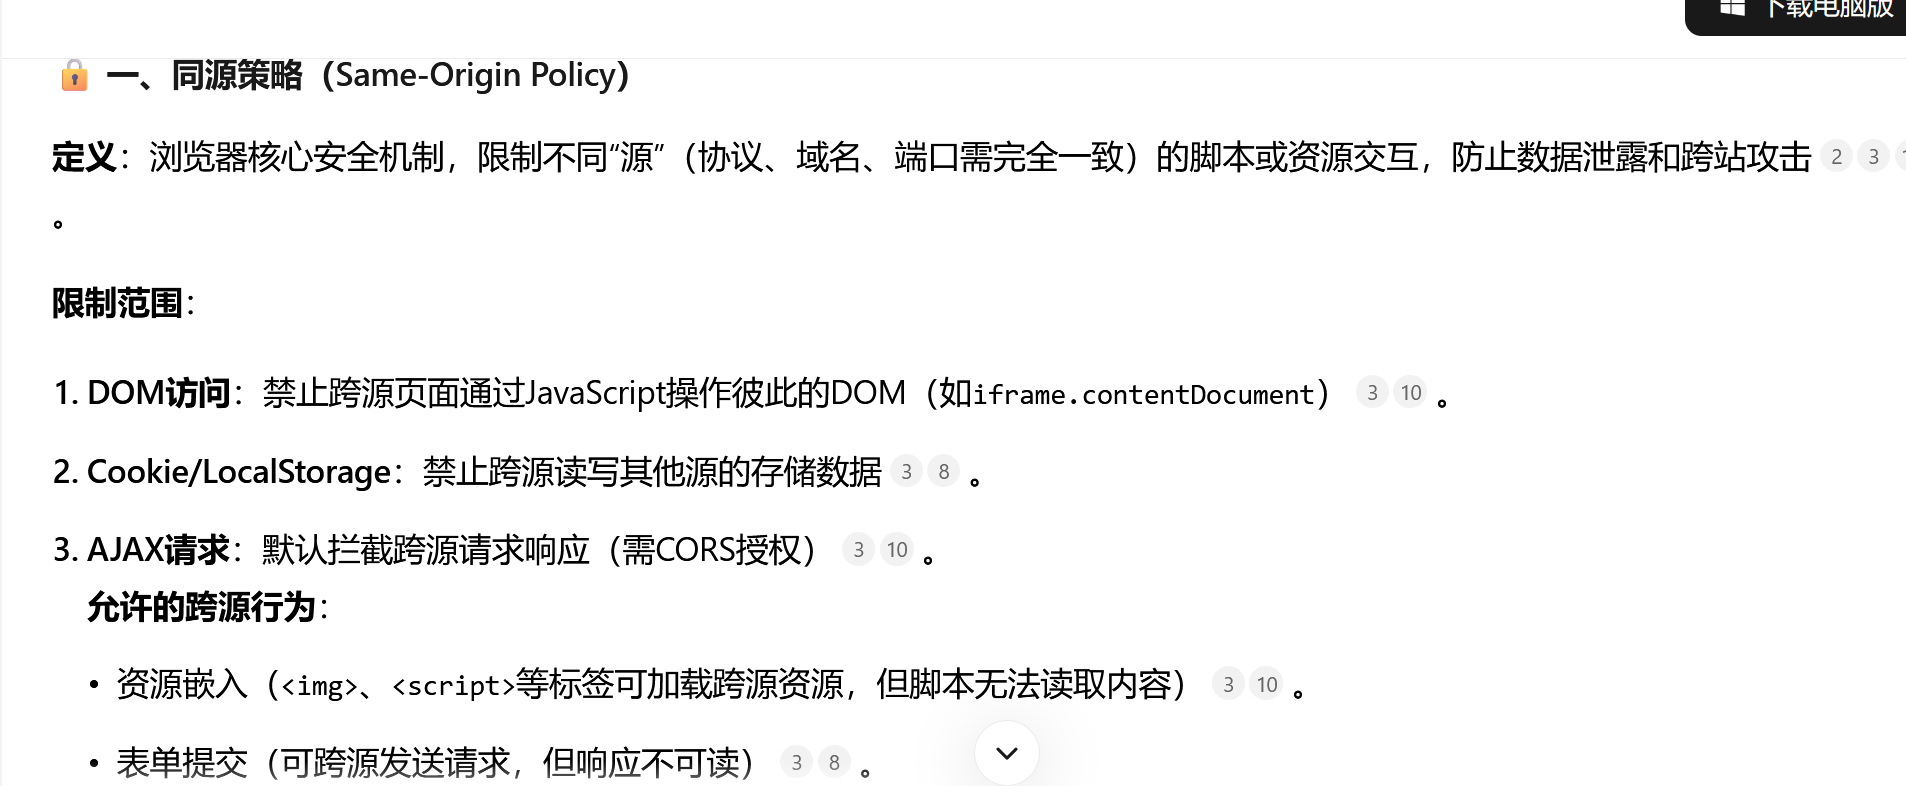 下载电脑版
一、同源策略（Same-Origin Policy）
定义：浏览器核心安全机制，限制不同“源”（协议、域名、端口需完全一致）的脚本或资源交互，防止数据泄露和跨站攻击 2 3
。
限制范围：
1. DOM访问：禁止跨源页面通过JavaScript操作彼此的DOM（如iframe.contentDocument） 3 10 。
2. Cookie/LocalStorage：禁止跨源读写其他源的存储数据 3 8 。
3. AJAX请求：默认拦截跨源请求响应（需CORS授权） 3 10 。
允许的跨源行为：
• 资源嵌入（<img>、<script>等标签可加载跨源资源，但脚本无法读取内容） 3 10 。
• 表单提交（可跨源发送请求，但响应不可读） 3 8 。